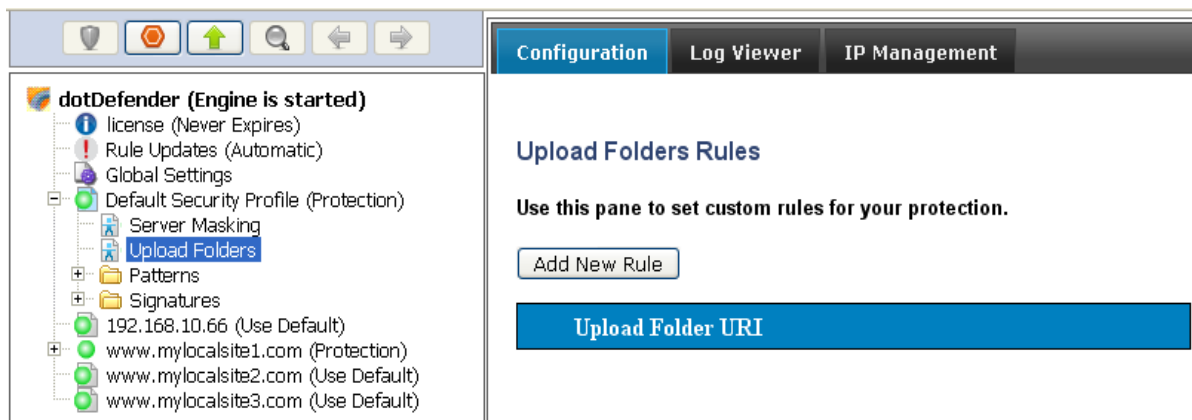 dotDefender (Engine is started)
license (Never Expires)
Rule Updates (Automatic)
Global Settings
Default Security Profile (Protection)
Server Masking
Upload Folders
Patterns
Signatures
192.168.10.66 (Use Default)
www.mylocalsite1.com (Protection)
www.mylocalsite2.com (Use Default)
www.mylocalsite3.com (Use Default)
Configuration Log Viewer IP Management
Upload Folders Rules
Use this pane to set custom rules for your protection.
Add New Rule
Upload Folder URI